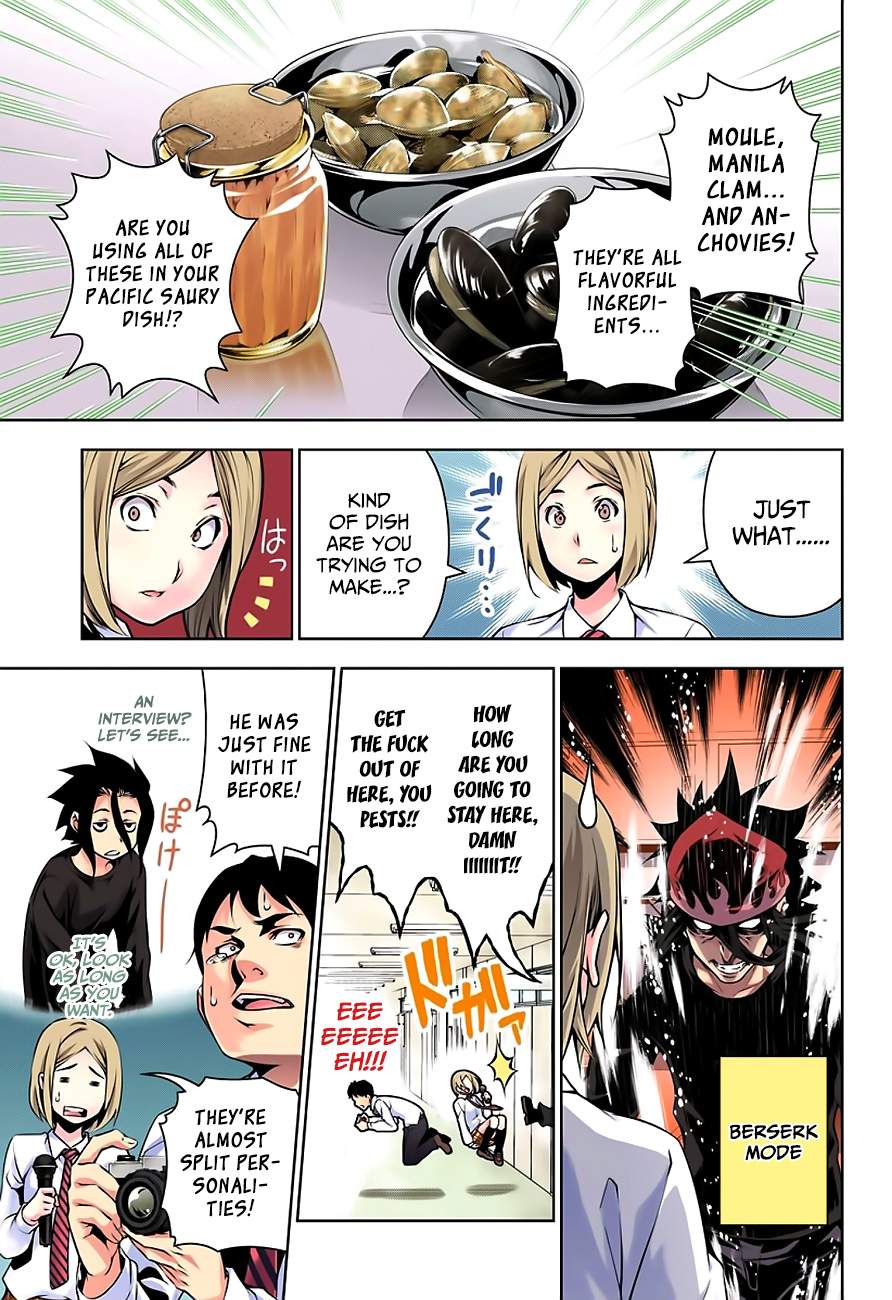 MOULE,
MANILA
CLAM...
AND AN-
CHOVIES!
THEY'RE ALL
FLAVORFUL
INGREDI-
ENTS...
ARE YOU
USING ALL OF
THESE IN YOUR
PACIFIC SAURY
DISH!?
JUST
WHAT......
でくり…
KIND
OF DISH
ARE YOU
TRYING TO
MAKE...?
はっ
BERSERK
MODE
HOW
LONG
ARE YOU
GOING TO
STAY HERE,
DAMN
IIIIIIIT!!
GET
THE FUCK
OUT OF
HERE, YOU
PESTS!!
ドガァ
EEE
EEEEE
EH!!!
HE WAS
JUST FINE
WITH IT
BEFORE!
AN
INTERVIEW?
LET'S SEE...
ぽけー
IT'S
OK, LOOK
AS LONG
AS YOU
WANT.
THEY'RE
ALMOST
SPLIT PER-
SONALI-
TIES!